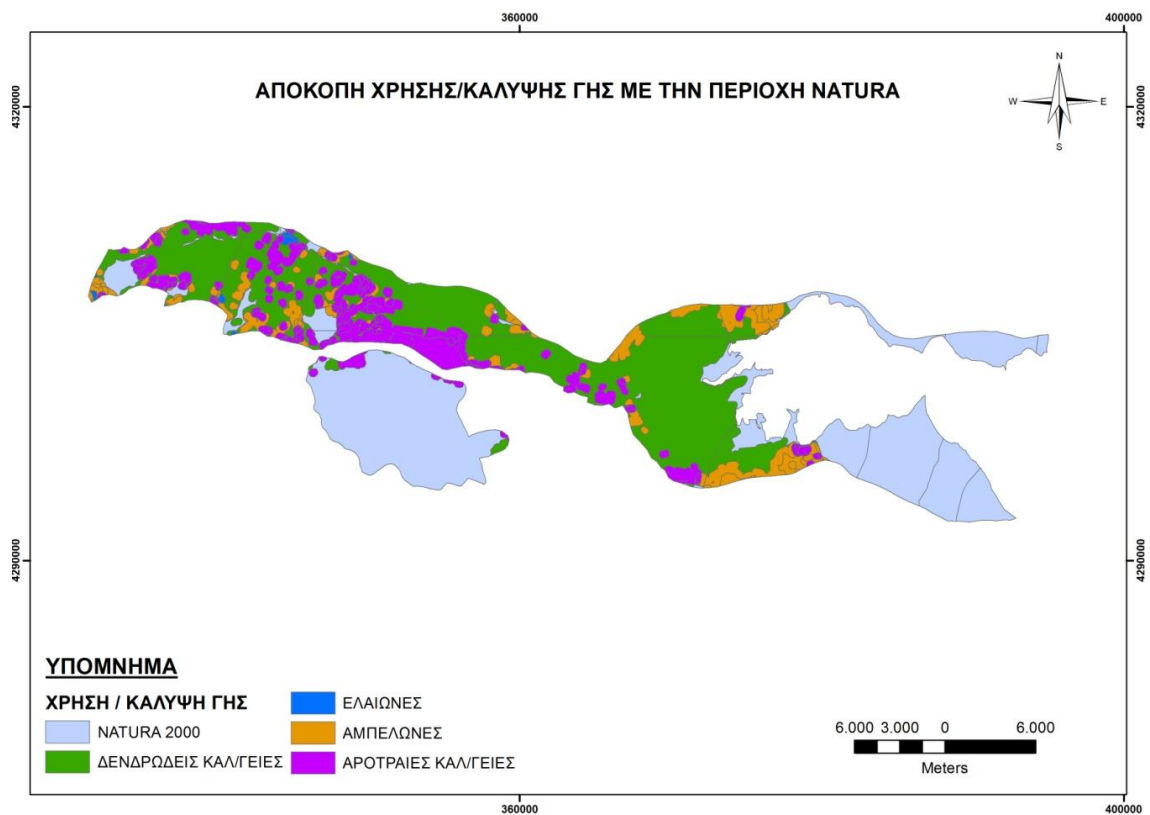 360000
400000
ΑΠΟΚΟΠΗ ΧΡΗΣΗΣ/ΚΑΛΥΨΗΣ ΓΗΣ ΜΕ ΤΗΝ ΠΕΡΙΟΧΗ NATURA
N
W
E
S
4320000
4320000
4290000
4290000
ΥΠΟΜΝΗΜΑ
ΧΡΗΣΗ / ΚΑΛΥΨΗ ΓΗΣ
NATURA 2000
ΔΕΝΔΡΩΔΕΙΣ ΚΑΛ/ΓΕΙΕΣ
ΕΛΑΙΩΝΕΣ
ΑΜΠΕΛΩΝΕΣ
ΑΡΟΤΡΑΙΕΣ ΚΑΛ/ΓΕΙΕΣ
6.000 3.000 0 6.000
Meters
360000
400000